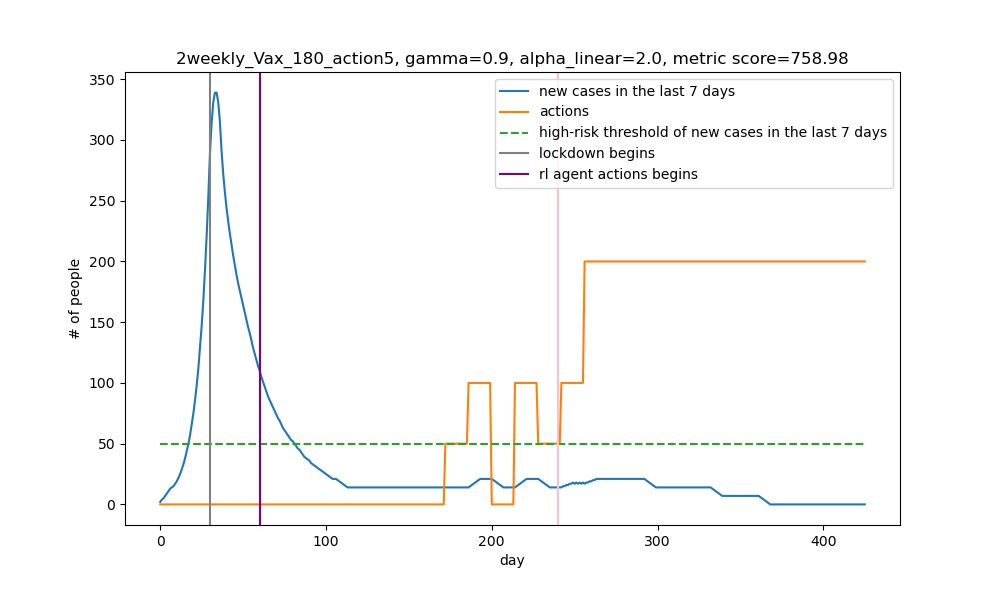 2weekly_Vax_180_action5, gamma=0.9, alpha_linear=2.0, metric score=758.98
350
300
250
200
150
100
50
0
# of people
new cases in the last 7 days
actions
high-risk threshold of new cases in the last 7 days
lockdown begins
rl agent actions begins
0 100 200 300 400
day